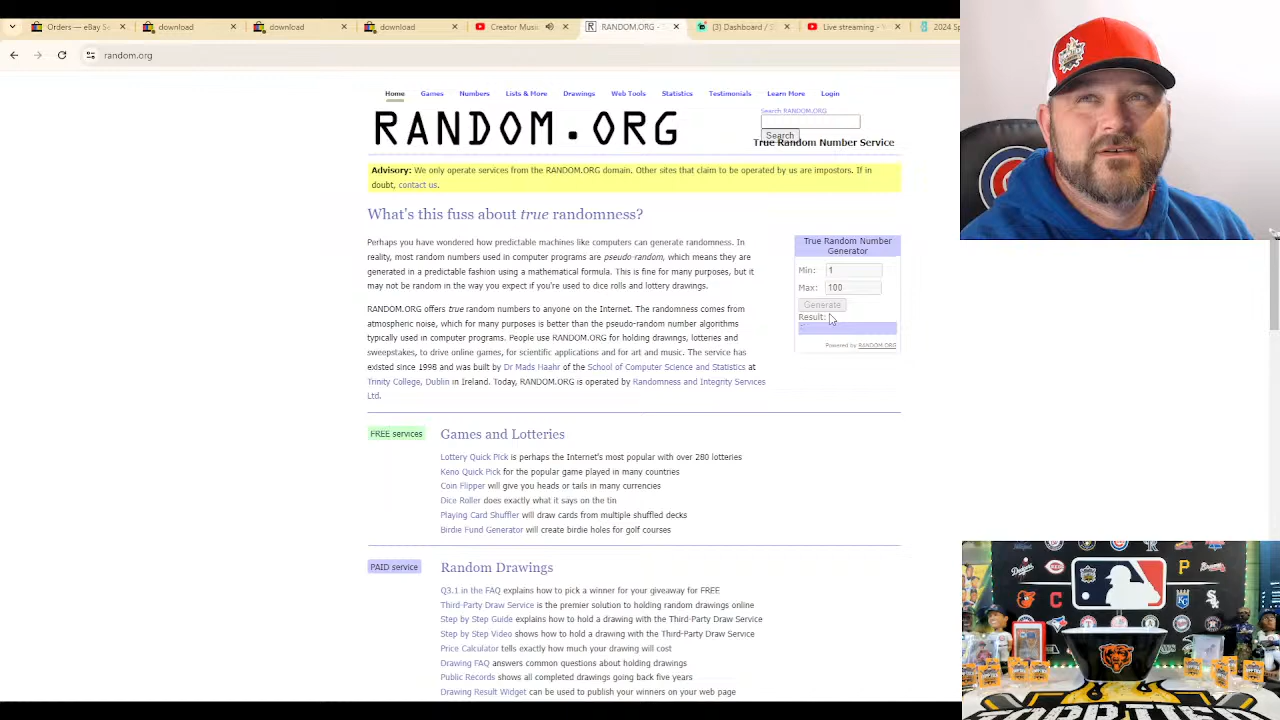 Orders — eBay Se
download
download
download
Creator Music
RANDOM.ORG -
(3) Dashboard / S
Live streaming -
2024 Sp
random.org
Home Games Numbers Lists & More Drawings Web Tools Statistics Testimonials Learn More Login
Search RANDOM.ORG
RANDOM.ORG
Search
True Random Number Service
Advisory: We only operate services from the RANDOM.ORG domain. Other sites that claim to be operated by us are impostors. If in
doubt, contact us.
What's this fuss about true randomness?
Perhaps you have wondered how predictable machines like computers can generate randomness. In
reality, most random numbers used in computer programs are pseudo-random, which means they are
generated in a predictable fashion using a mathematical formula. This is fine for many purposes, but it
may not be random in the way you expect if you're used to dice rolls and lottery drawings.
RANDOM.ORG offers true random numbers to anyone on the Internet. The randomness comes from
atmospheric noise, which for many purposes is better than the pseudo-random number algorithms
typically used in computer programs. People use RANDOM.ORG for holding drawings, lotteries and
sweepstakes, to drive online games, for scientific applications and for art and music. The service has
existed since 1998 and was built by Dr Mads Haahr of the School of Computer Science and Statistics at
Trinity College, Dublin in Ireland. Today, RANDOM.ORG is operated by Randomness and Integrity Services
Ltd.
True Random Number
Generator
Min: 1
Max: 100
Generate
Result:
Powered by RANDOM.ORG
FREE services
Games and Lotteries
Lottery Quick Pick is perhaps the Internet's most popular with over 280 lotteries
Keno Quick Pick for the popular game played in many countries
Coin Flipper will give you heads or tails in many currencies
Dice Roller does exactly what it says on the tin
Playing Card Shuffler will draw cards from multiple shuffled decks
Birdie Fund Generator will create birdie holes for golf courses
PAID service
Random Drawings
Q3.1 in the FAQ explains how to pick a winner for your giveaway for FREE
Third-Party Draw Service is the premier solution to holding random drawings online
Step by Step Guide explains how to hold a drawing with the Third-Party Draw Service
Step by Step Video shows how to hold a drawing with the Third-Party Draw Service
Price Calculator tells exactly how much your drawing will cost
Drawing FAQ answers common questions about holding drawings
Public Records shows all completed drawings going back five years
Drawing Result Widget can be used to publish your winners on your web page
Dodgers
REDS
BEARS